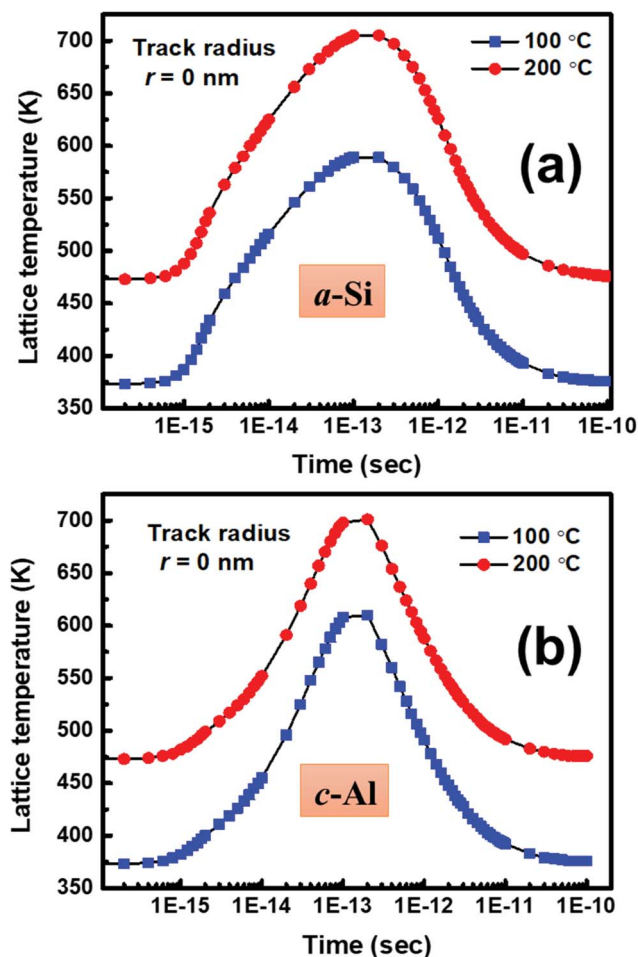 Track radius
r = 0 nm
100 °C
200 °C
(a)
a-Si
Lattice temperature (K)
700
650
600
550
500
450
400
350
1E-15
1E-14
1E-13
1E-12
1E-11
1E-10
Time (sec)
Track radius
r = 0 nm
100 °C
200 °C
(b)
c-Al
Lattice temperature (K)
700
650
600
550
500
450
400
350
1E-15
1E-14
1E-13
1E-12
1E-11
1E-10
Time (sec)